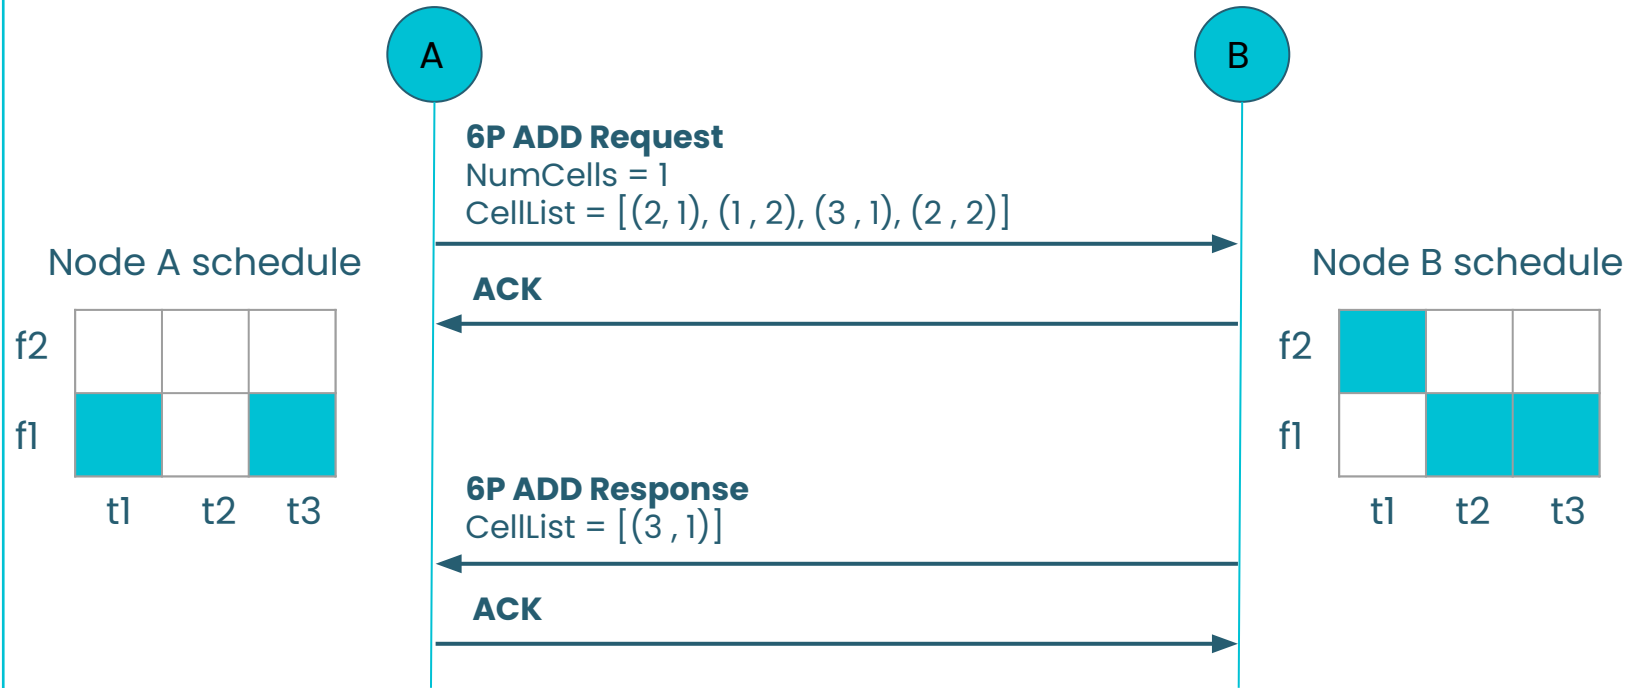 A
B
6P ADD Request
NumCells = 1
CellList = [(2, 1), (1 , 2), (3 , 1), (2 , 2)]
ACK
Node A schedule
f2
f1
t1 t2 t3
Node B schedule
f2
f1
t1 t2 t3
6P ADD Response
CellList = [(3 , 1)]
ACK